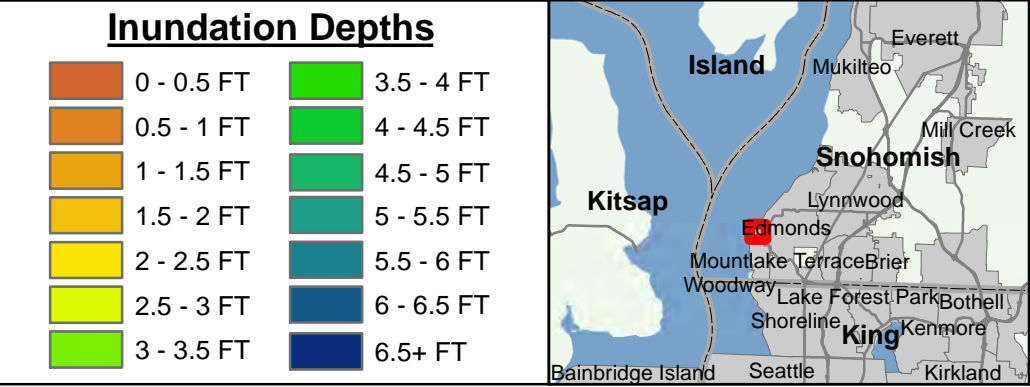 Inundation Depths
0 - 0.5 FT
0.5 - 1 FT
1 - 1.5 FT
1.5 - 2 FT
2 - 2.5 FT
2.5 - 3 FT
3 - 3.5 FT
3.5 - 4 FT
4 - 4.5 FT
4.5 - 5 FT
5 - 5.5 FT
5.5 - 6 FT
6 - 6.5 FT
6.5+ FT
Everett
Island
Mukilteo
Mill Creek
Snohomish
Kitsap
Lynnwood
Edmonds
Mountlake Terrace
Brier
Woodway
Lake Forest Park
Bothell
Shoreline
King
Kenmore
Bainbridge Island
Seattle
Kirkland